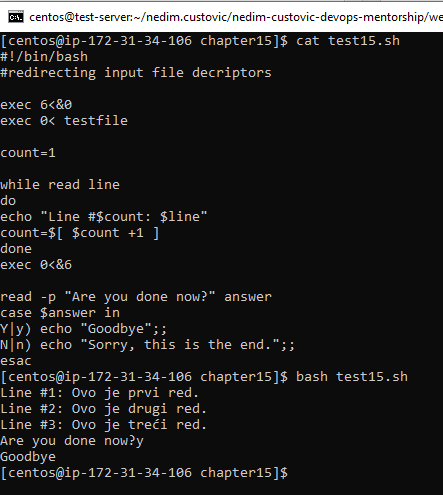 centos@test-server:~/nedim.custovic/nedim-custovic-devops-mentorship/we
[centos@ip-172-31-34-106 chapter15]$ cat test15.sh
#!/bin/bash
#redirecting input file decriptors

exec 6<&0
exec 0< testfile

count=1

while read line
do
echo "Line #$count: $line"
count=$[ $count +1 ]
done
exec 0<&6

read -p "Are you done now?" answer
case $answer in
Y|y) echo "Goodbye";;
N|n) echo "Sorry, this is the end.";;
esac
[centos@ip-172-31-34-106 chapter15]$ bash test15.sh
Line #1: Ovo je prvi red.
Line #2: Ovo je drugi red.
Line #3: Ovo je treći red.
Are you done now?y
Goodbye
[centos@ip-172-31-34-106 chapter15]$